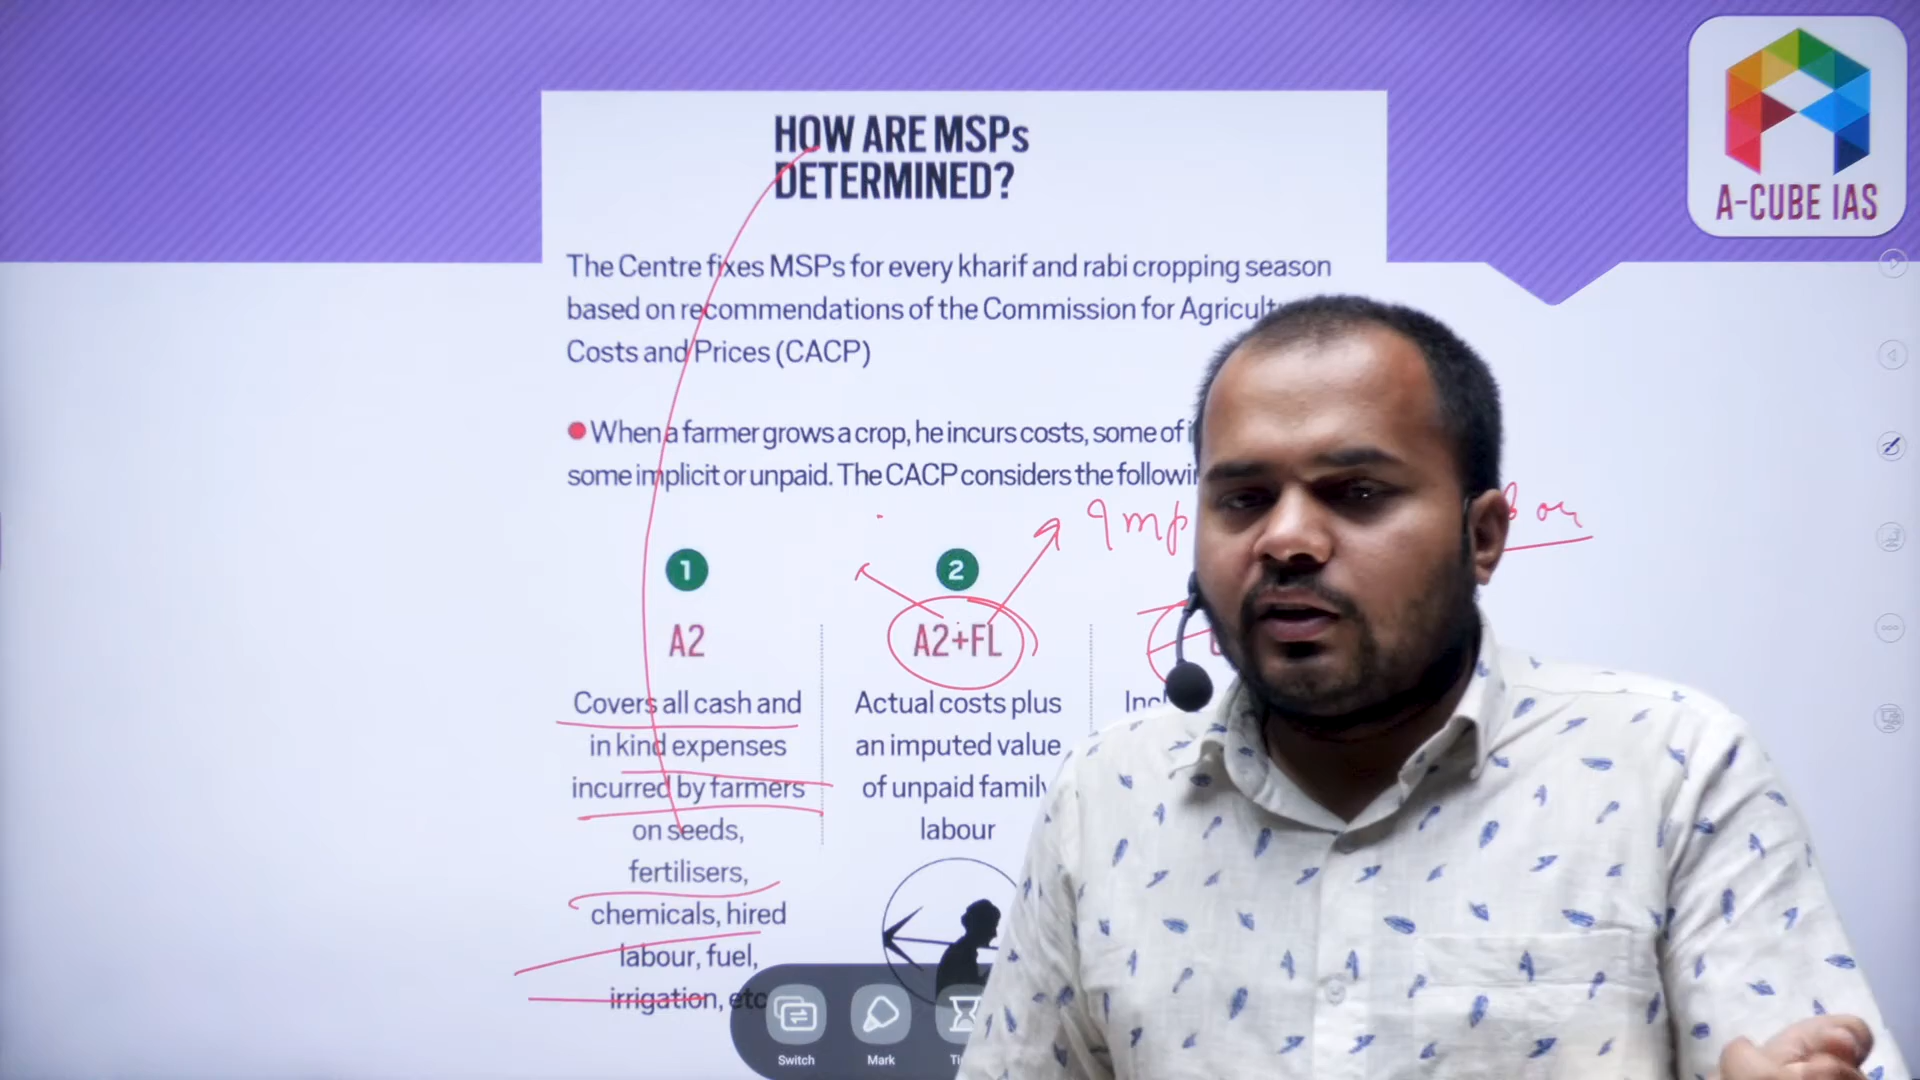 HOW ARE MSPs
DETERMINED?
A-CUBE IAS
The Centre fixes MSPs for every kharif and rabi cropping season
based on recommendations of the Commission for
Costs and Prices (CACP)
When a farmer grows a crop, he incurs costs, some of
some implicit or unpaid. The CACP considers the
1
A2
Covers all cash and
in kind expenses
incurred by farmers
on seeds,
fertilisers,
chemicals, hired
labour, fuel,
irrigation, etc
2
A2+FL
Actual costs plus
an imputed value
of unpaid family
labour
Switch
Mark